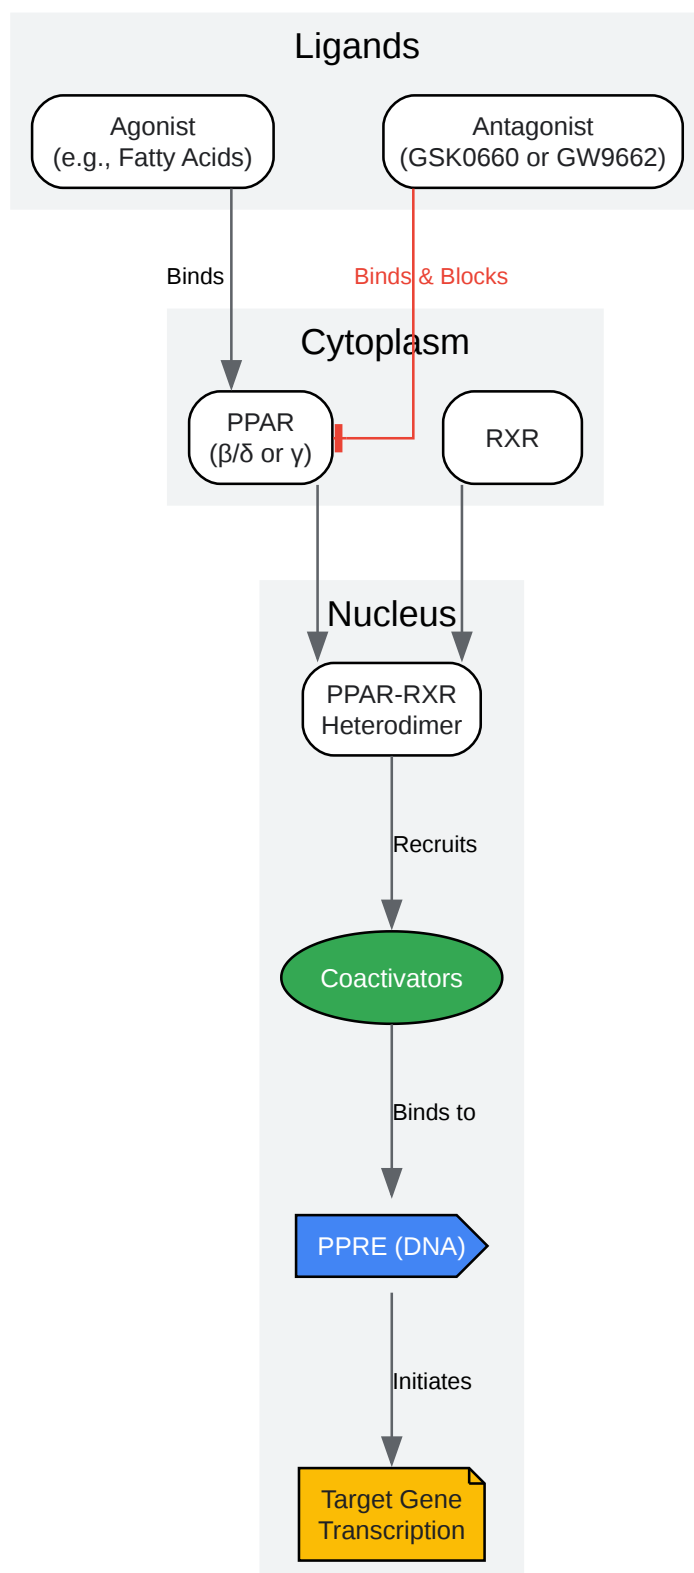 Ligands
Agonist
(e.g., Fatty Acids)
Antagonist
(GSK0660 or GW9662)
Binds
Binds & Blocks
Cytoplasm
PPAR
(β/δ or γ)
RXR
Nucleus
PPAR-RXR
Heterodimer
Recruits
Coactivators
Binds to
PPRE (DNA)
Initiates
Target Gene
Transcription